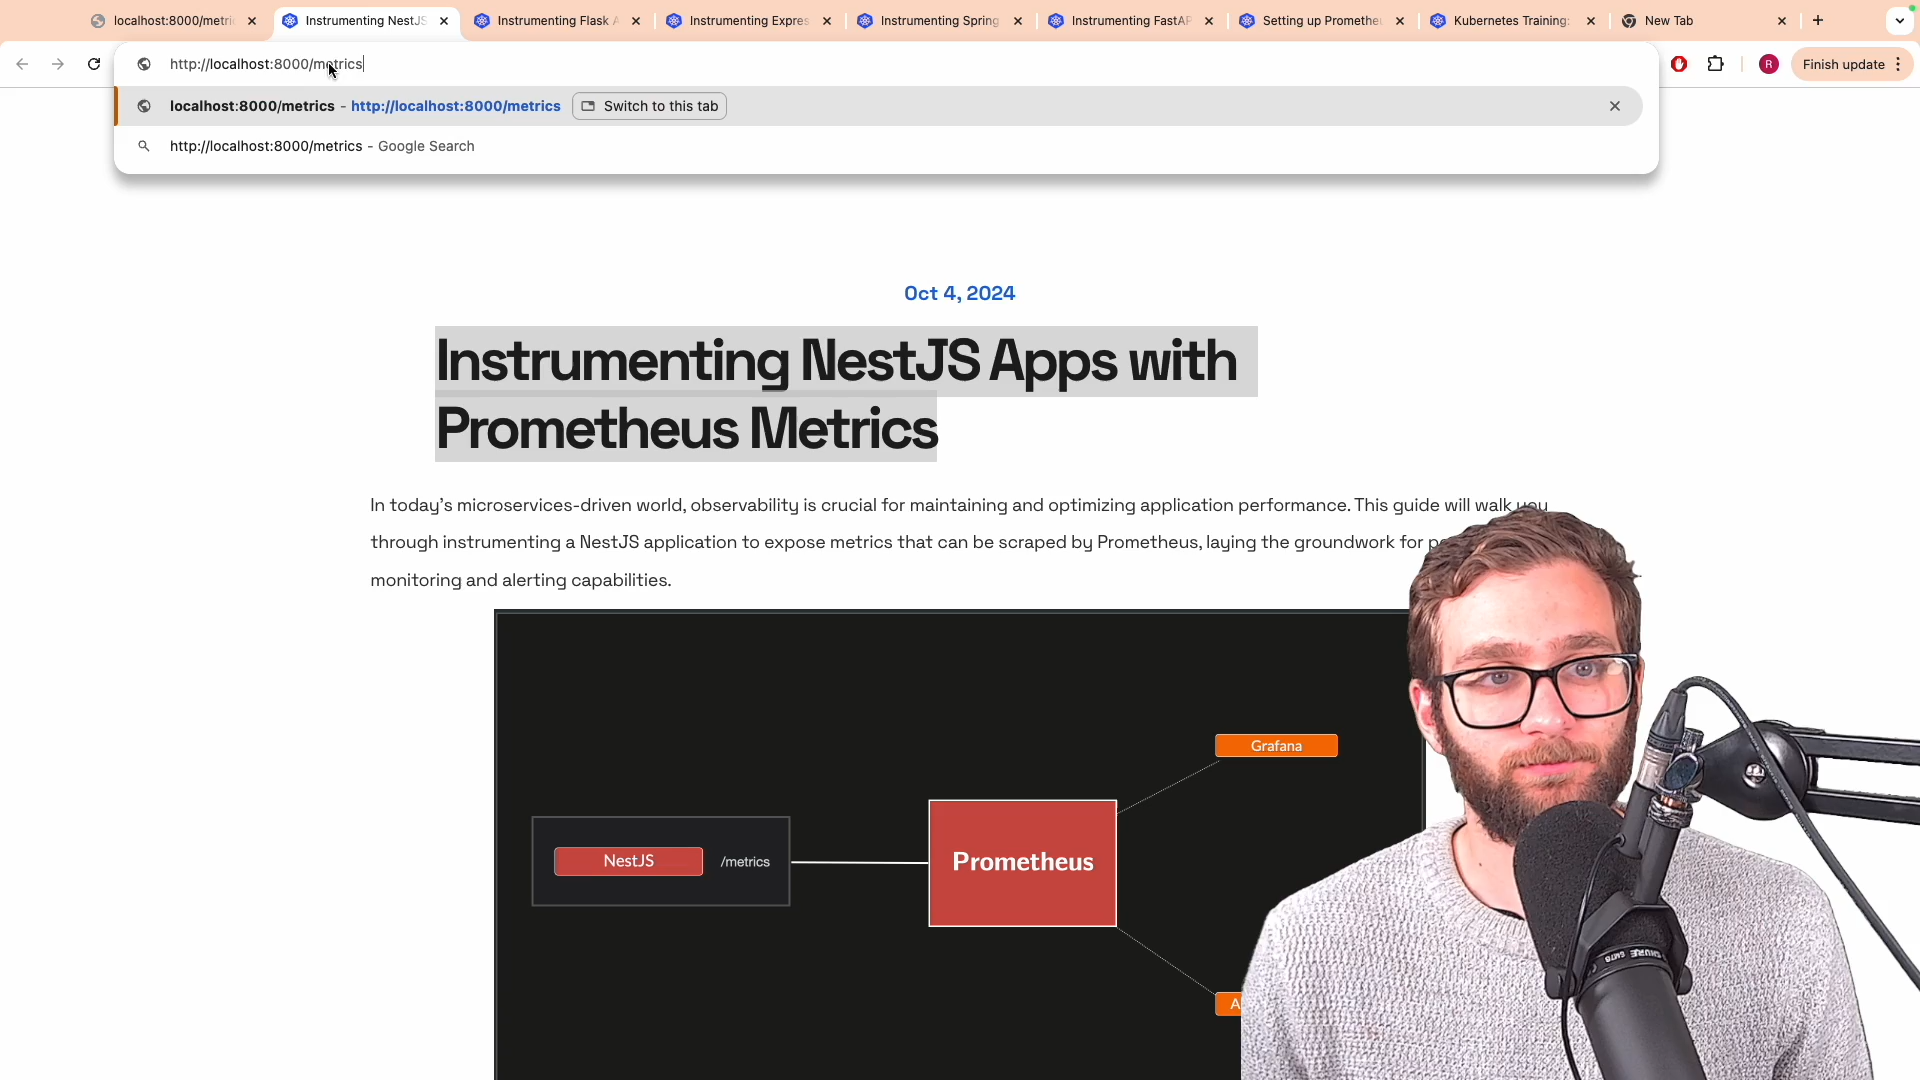 localhost:8000/metri
Instrumenting NestJS
Instrumenting Flask A
Instrumenting Expres
Instrumenting Spring
Instrumenting FastAP
Setting up Prometheu
Kubernetes Training:
New Tab
http://localhost:8000/metrics
R
Finish update
localhost:8000/metrics - http://localhost:8000/metrics
Switch to this tab
http://localhost:8000/metrics - Google Search
Oct 4, 2024
Instrumenting NestJS Apps with
Prometheus Metrics
In today's microservices-driven world, observability is crucial for maintaining and optimizing application performance. This guide will walk you
through instrumenting a NestJS application to expose metrics that can be scraped by Prometheus, laying the groundwork for
monitoring and alerting capabilities.
Grafana
NestJS
/metrics
Prometheus
SHURE SM7B